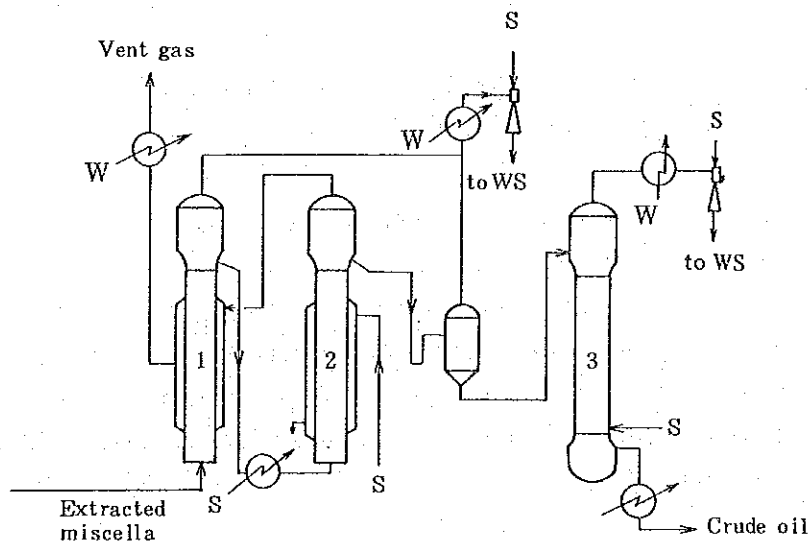 S
Vent gas
W
W
S
to WS
W
to WS
1
2
3
S
S
S
Extracted
miscella
Crude oil